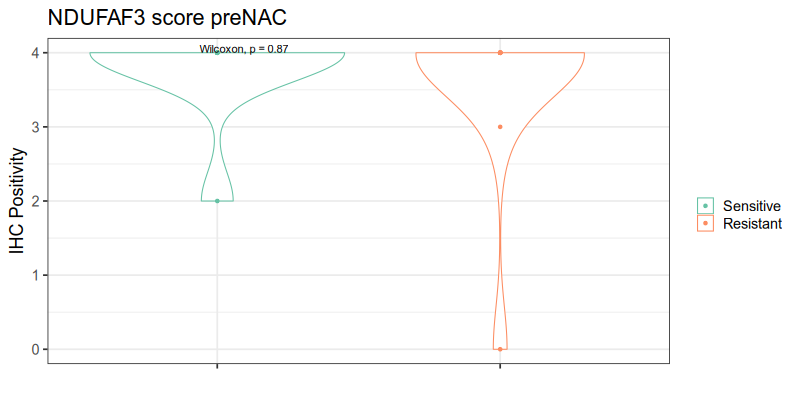 NDUFAF3 score preNAC
Wilcoxon, p = 0.87
4
3
2
1
0
IHC Positivity
Sensitive
Resistant